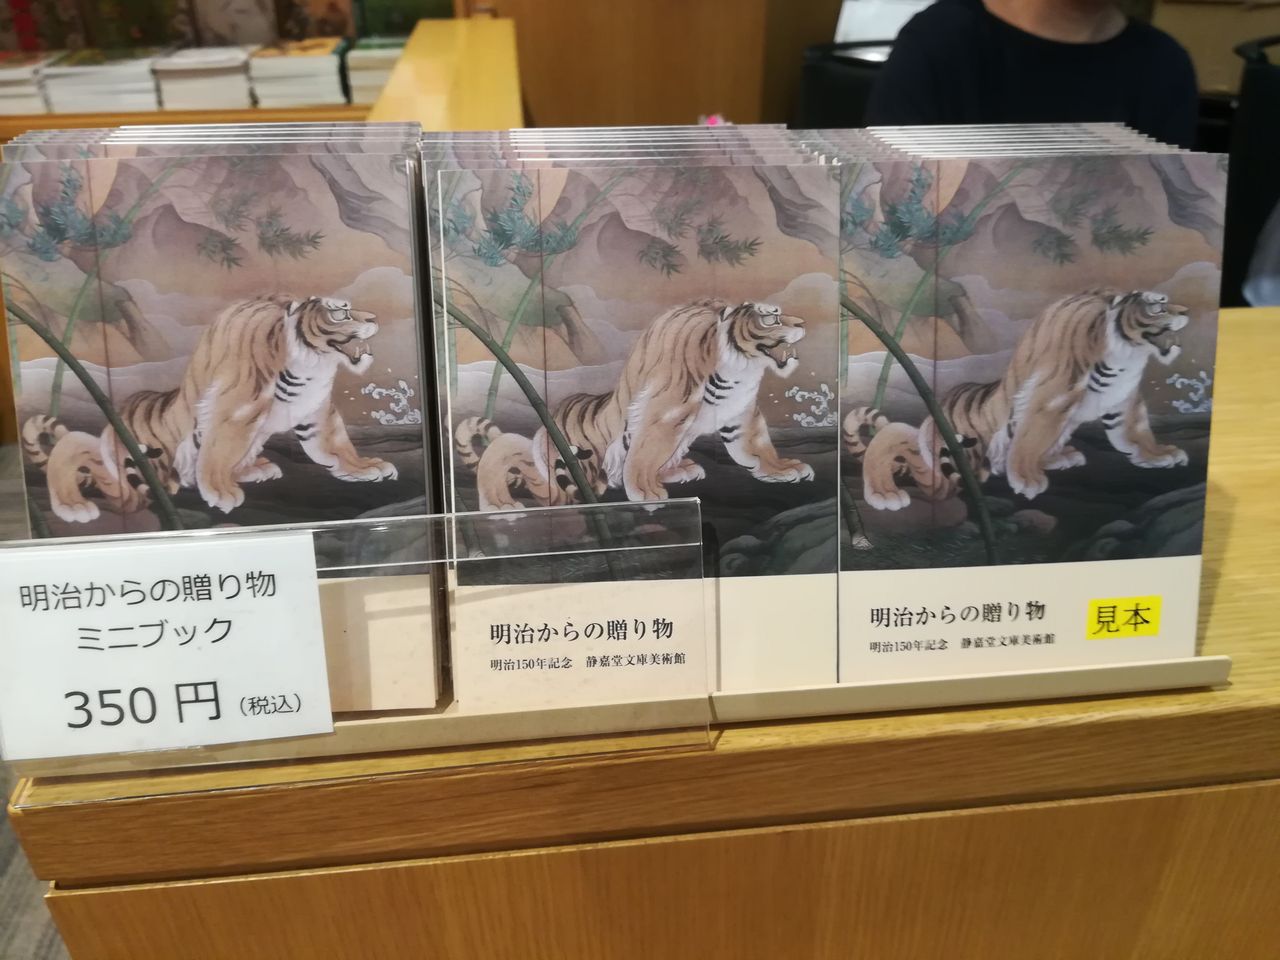 明治からの贈り物
ミニブック
350 円 (税込)
明治からの贈り物
明治150年記念 静嘉堂文庫美術館
明治からの贈り物
明治150年記念 静嘉堂文庫美術館
見本